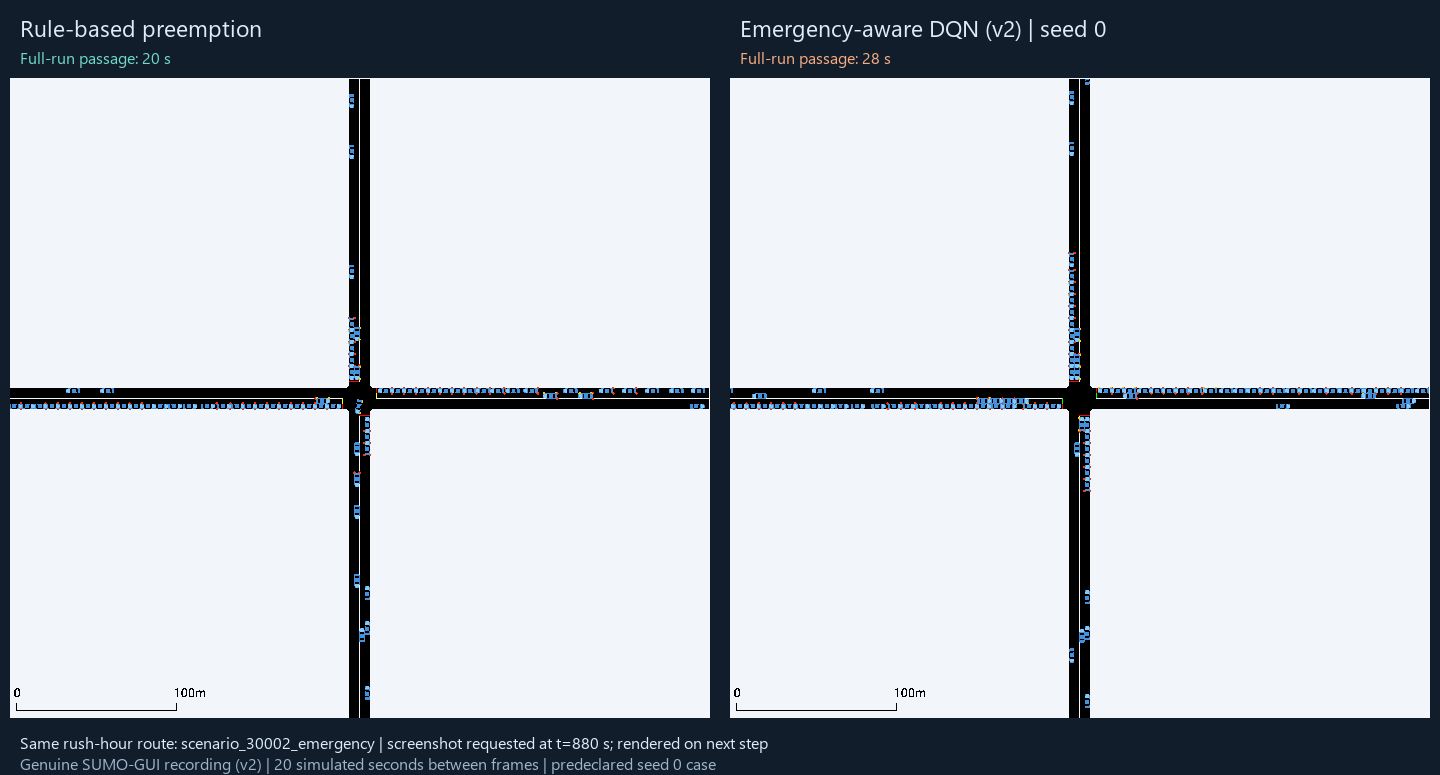 Rule-based preemption
Full-run passage: 20 s
Emergency-aware DQN (v2) | seed 0
Full-run passage: 28 s
0 100m
0 100m
Same rush-hour route: scenario_30002_emergency | screenshot requested at t=880 s; rendered on next step
Genuine SUMO-GUI recording (v2) | 20 simulated seconds between frames | predeclared seed 0 case